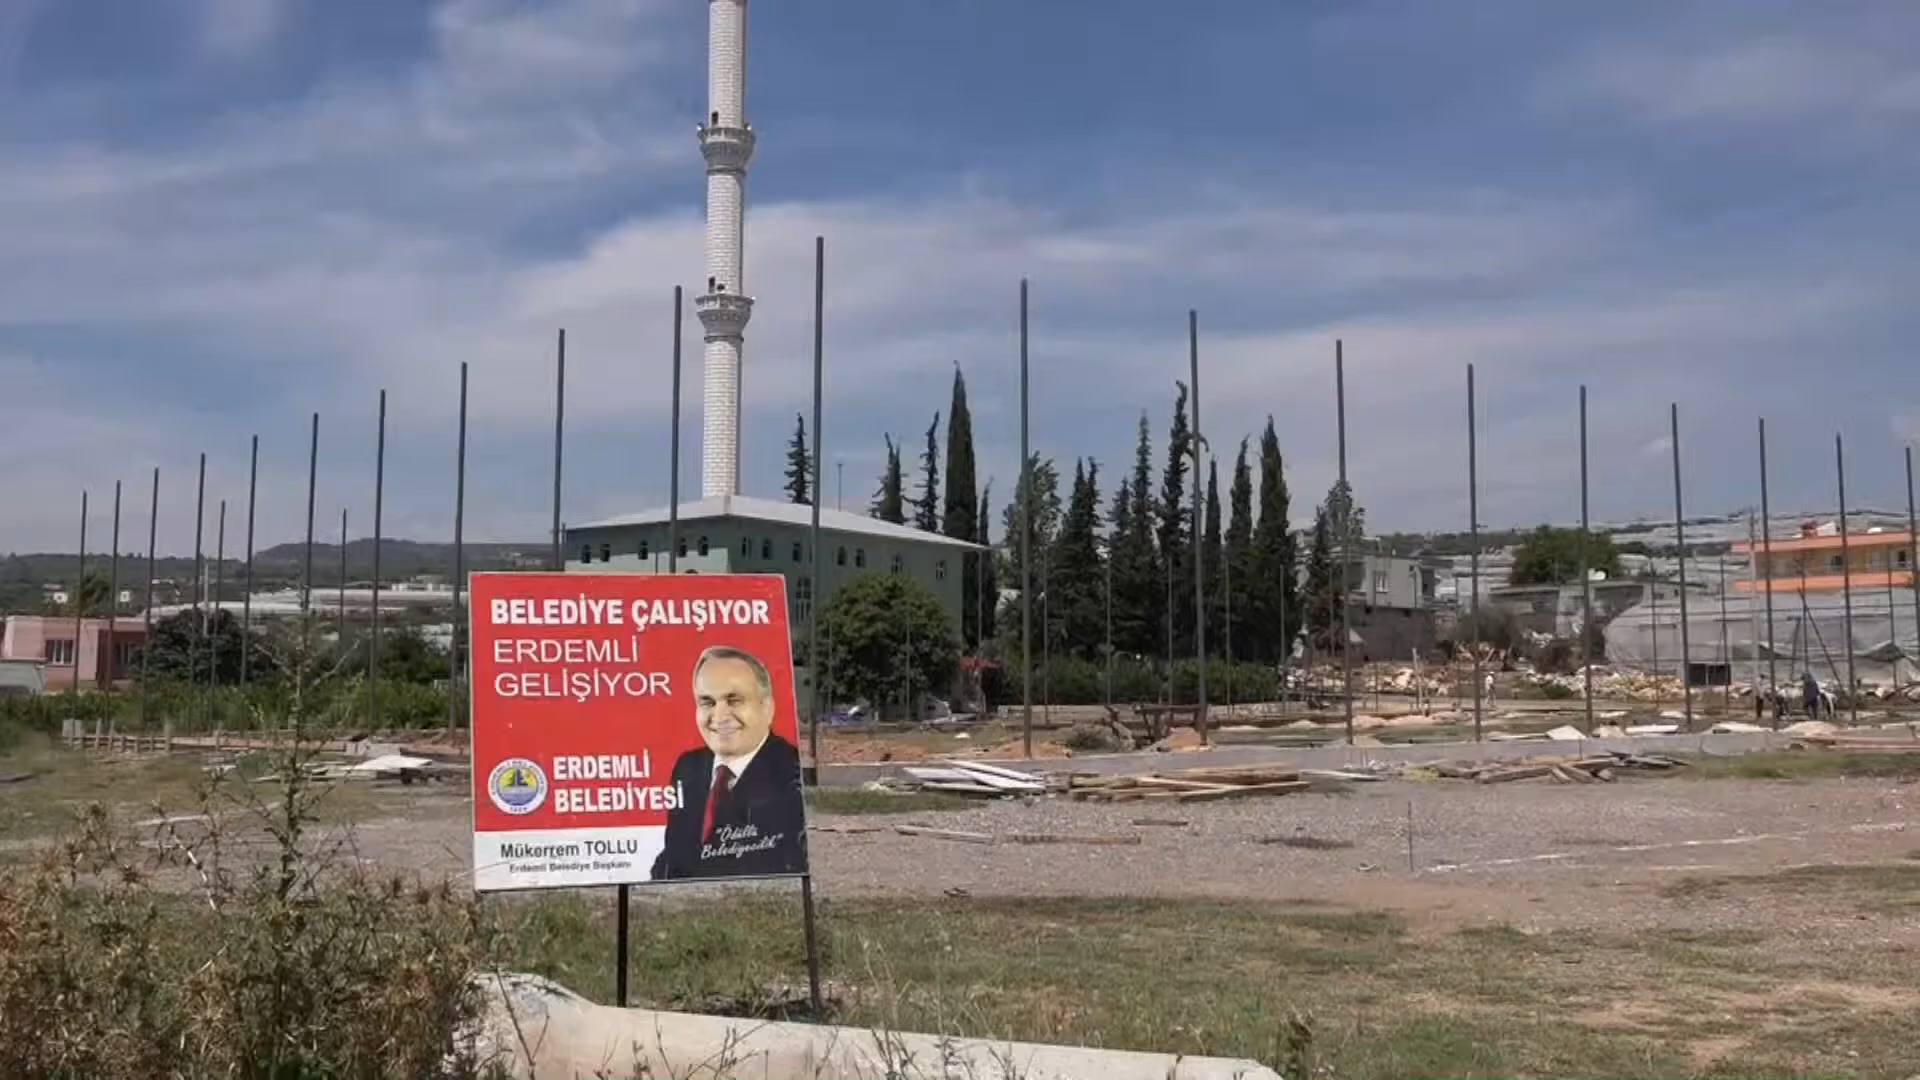 BELEDİYE ÇALIŞIYOR
ERDEMLİ
GELİŞİYOR
ERDEMLİ
BELEDİYESİ
Mükerrem TOLLU
Erdemli Belediye Başkanı
"Ödüllü
Belediyecilik"